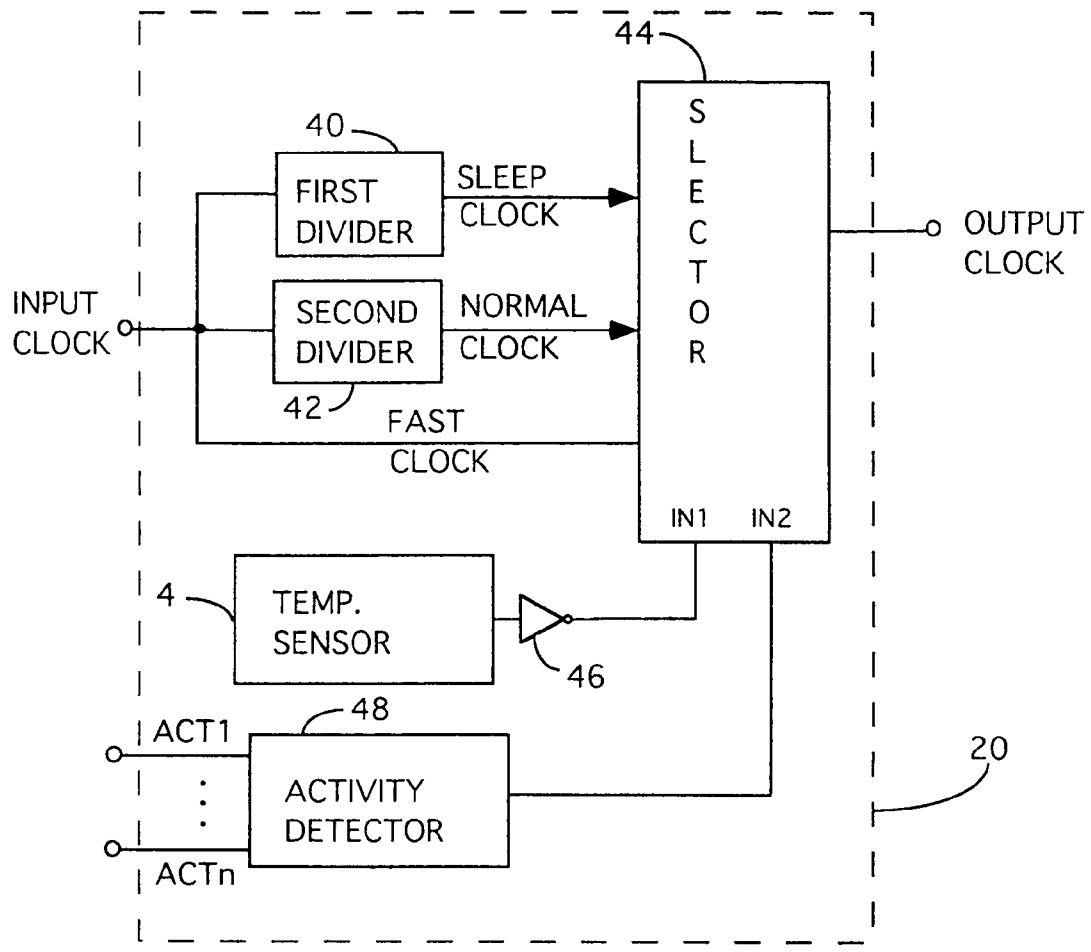 44
SLECTOR
40
FIRST
DIVIDER
SLEEP
CLOCK
OUTPUT
CLOCK
INPUT
CLOCK
SECOND
DIVIDER
NORMAL
CLOCK
42
FAST
CLOCK
IN1 IN2
4
TEMP.
SENSOR
46
48
ACT1
ACTIVITY
DETECTOR
ACTn
20